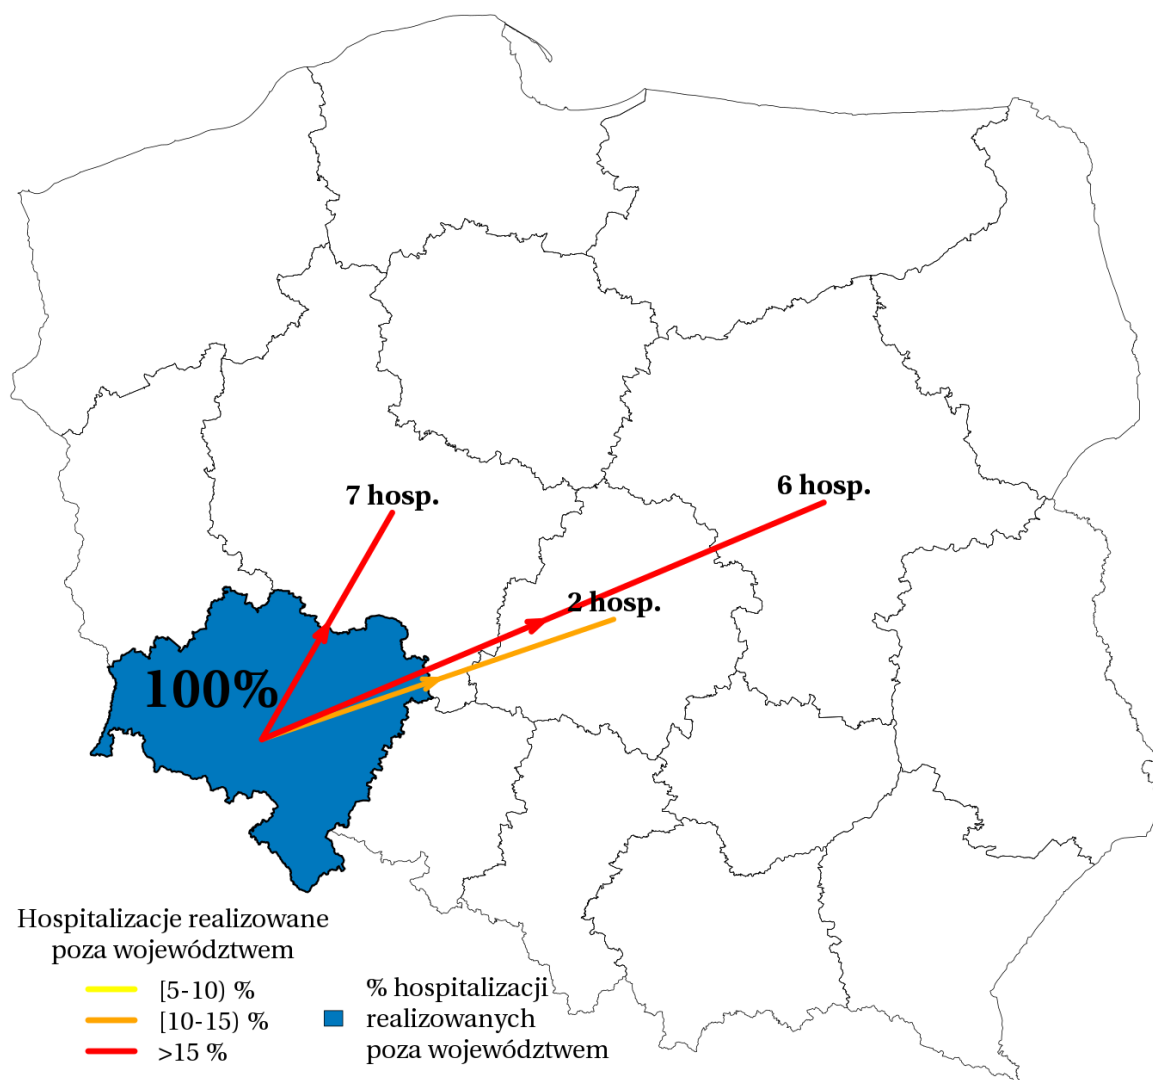 7 hosp.
6 hosp.
2 hosp.
100%
Hospitalizacje realizowane
poza województwem
[5-10) %
[10-15) %
>15 %
% hospitalizacji
realizowanych
poza województwem